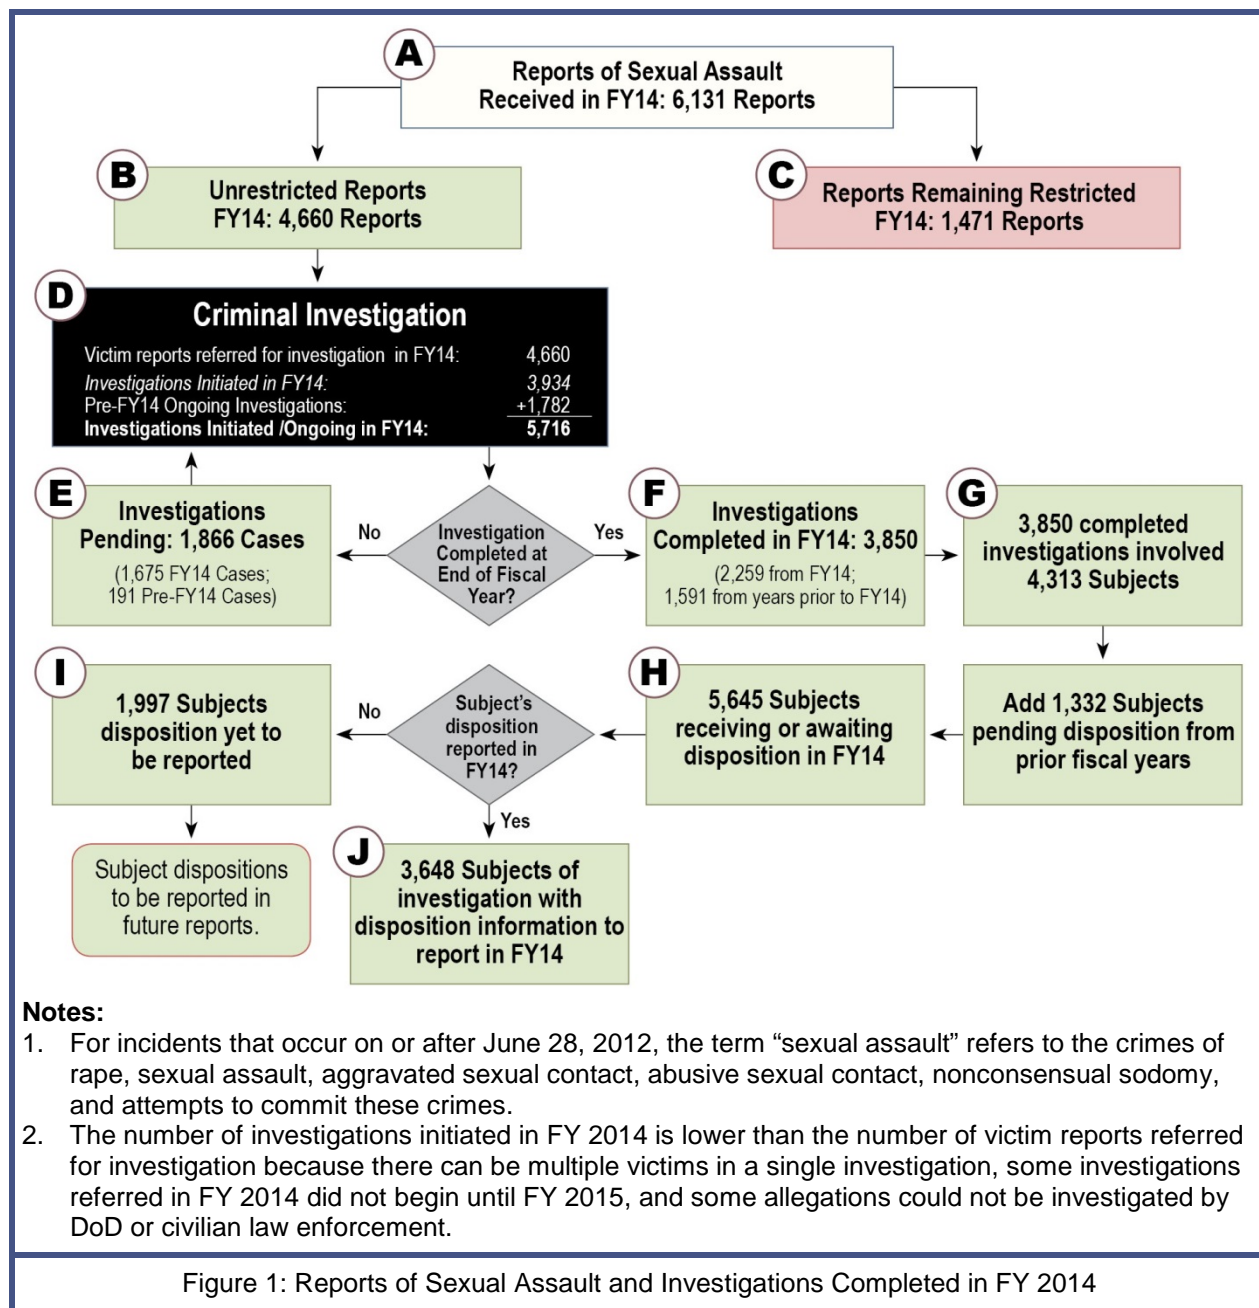 A
Reports of Sexual Assault
Received in FY14: 6,131 Reports
B
Unrestricted Reports
FY14: 4,660 Reports
C
Reports Remaining Restricted
FY14: 1,471 Reports
D
Criminal Investigation
Victim reports referred for investigation in FY14: 4,660
Investigations Initiated in FY14: 3,934
Pre-FY14 Ongoing Investigations: +1,782
Investigations Initiated /Ongoing in FY14: 5,716
E
Investigations
Pending: 1,866 Cases
(1,675 FY14 Cases;
191 Pre-FY14 Cases)
No
Investigation
Completed at
End of Fiscal
Year?
Yes
F
Investigations
Completed in FY14: 3,850
(2,259 from FY14;
1,591 from years prior to FY14)
G
3,850 completed
investigations involved
4,313 Subjects
I
1,997 Subjects
disposition yet to
be reported
No
Subject's
disposition
reported in
FY14?
Yes
H
5,645 Subjects
receiving or awaiting
disposition in FY14
Add 1,332 Subjects
pending disposition from
prior fiscal years
Subject dispositions
to be reported in
future reports.
J
3,648 Subjects of
investigation with
disposition information to
report in FY14
Notes:
1. For incidents that occur on or after June 28, 2012, the term “sexual assault” refers to the crimes of
rape, sexual assault, aggravated sexual contact, abusive sexual contact, nonconsensual sodomy,
and attempts to commit these crimes.
2. The number of investigations initiated in FY 2014 is lower than the number of victim reports referred
for investigation because there can be multiple victims in a single investigation, some investigations
referred in FY 2014 did not begin until FY 2015, and some allegations could not be investigated by
DoD or civilian law enforcement.
Figure 1: Reports of Sexual Assault and Investigations Completed in FY 2014